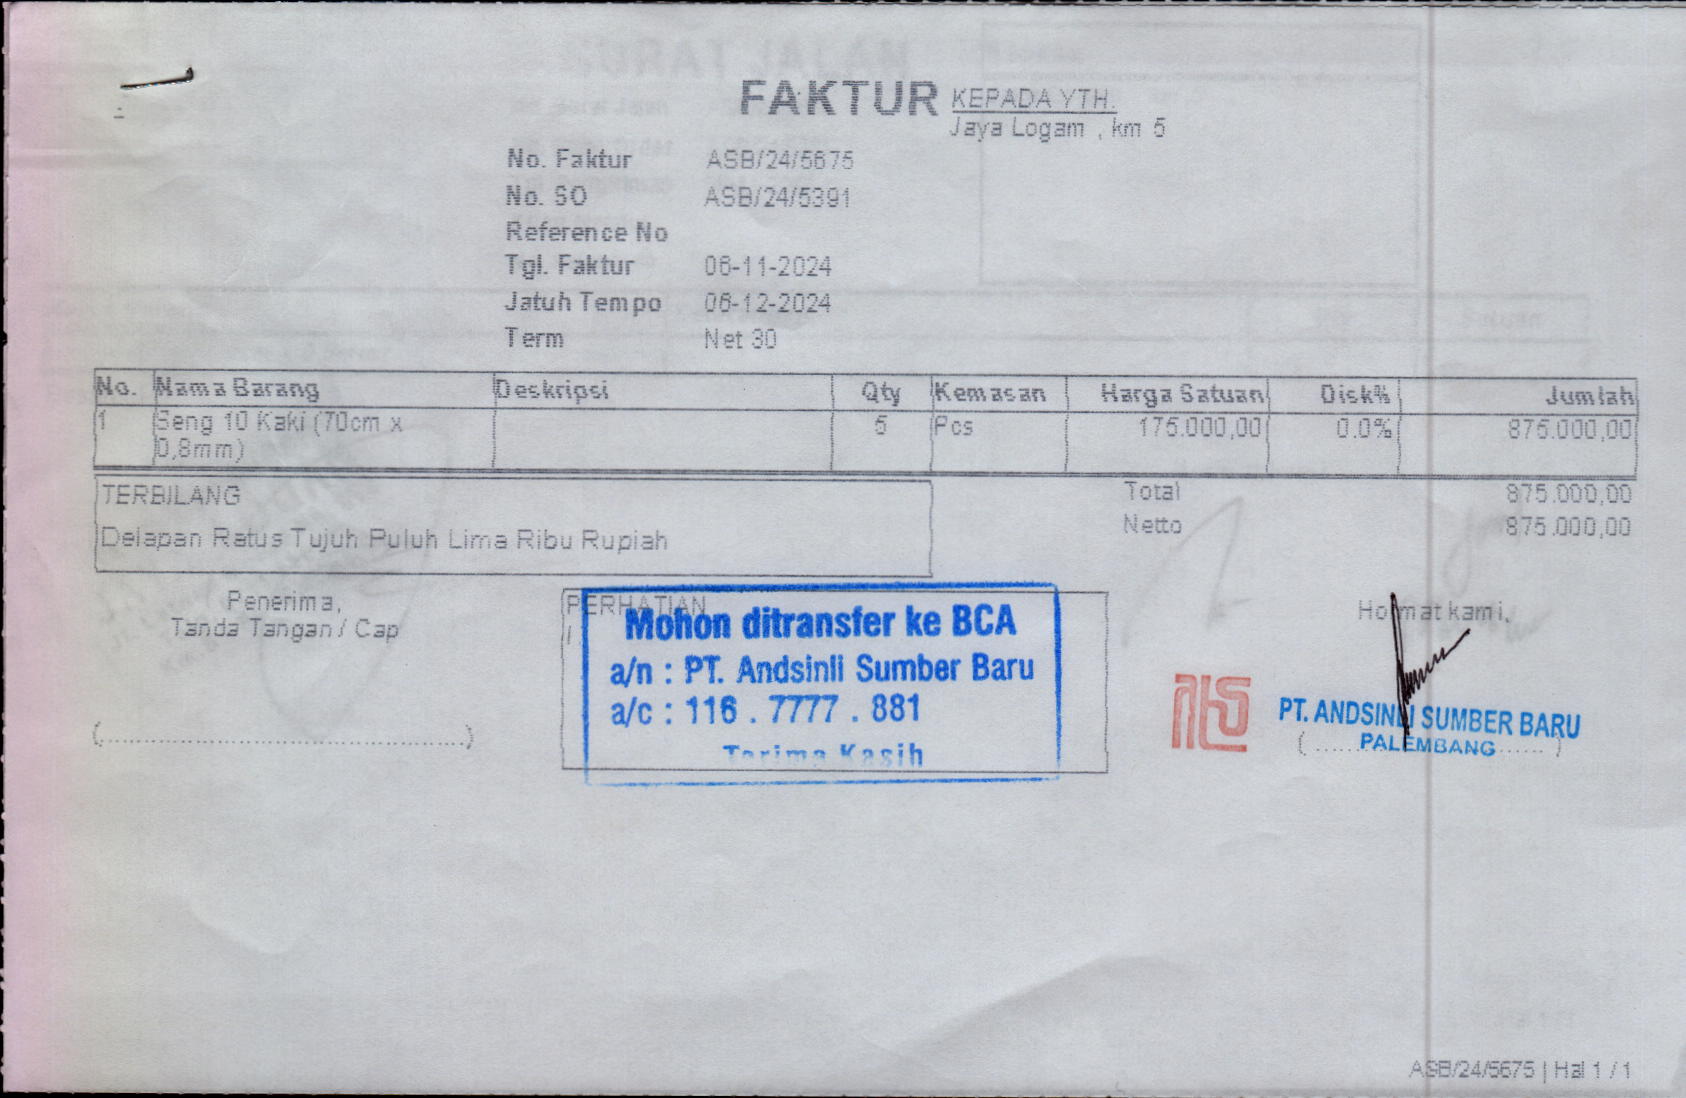 FAKTUR
KEPADA YTH.
Jaya Logam , km 5
No. Faktur ASB/24/5675
No. SO ASB/24/5391
Reference No
Tgl. Faktur 06-11-2024
Jatuh Tempo 06-12-2024
Term Net 30
No. Nama Barang Deskripsi Qty Kemasan Harga Satuan Disk% Jumlah
1 Seng 10 Kaki (70cm x 5 Pcs 175.000,00 0.0% 875.000,00
0,8mm)
TERBILANG
Delapan Ratus Tujuh Puluh Lima Ribu Rupiah
Total 875.000,00
Netto 875.000,00
Penerima,
Tanda Tangan / Cap
(....................................................)
PERHATIAN
Mohon ditransfer ke BCA
a/n : PT. Andsinli Sumber Baru
a/c : 116 . 7777 . 881
Terima Kasih
Hormat kami,
PT. ANDSINLI SUMBER BARU
PALEMBANG
ASB/24/5675 | Hal 1 / 1